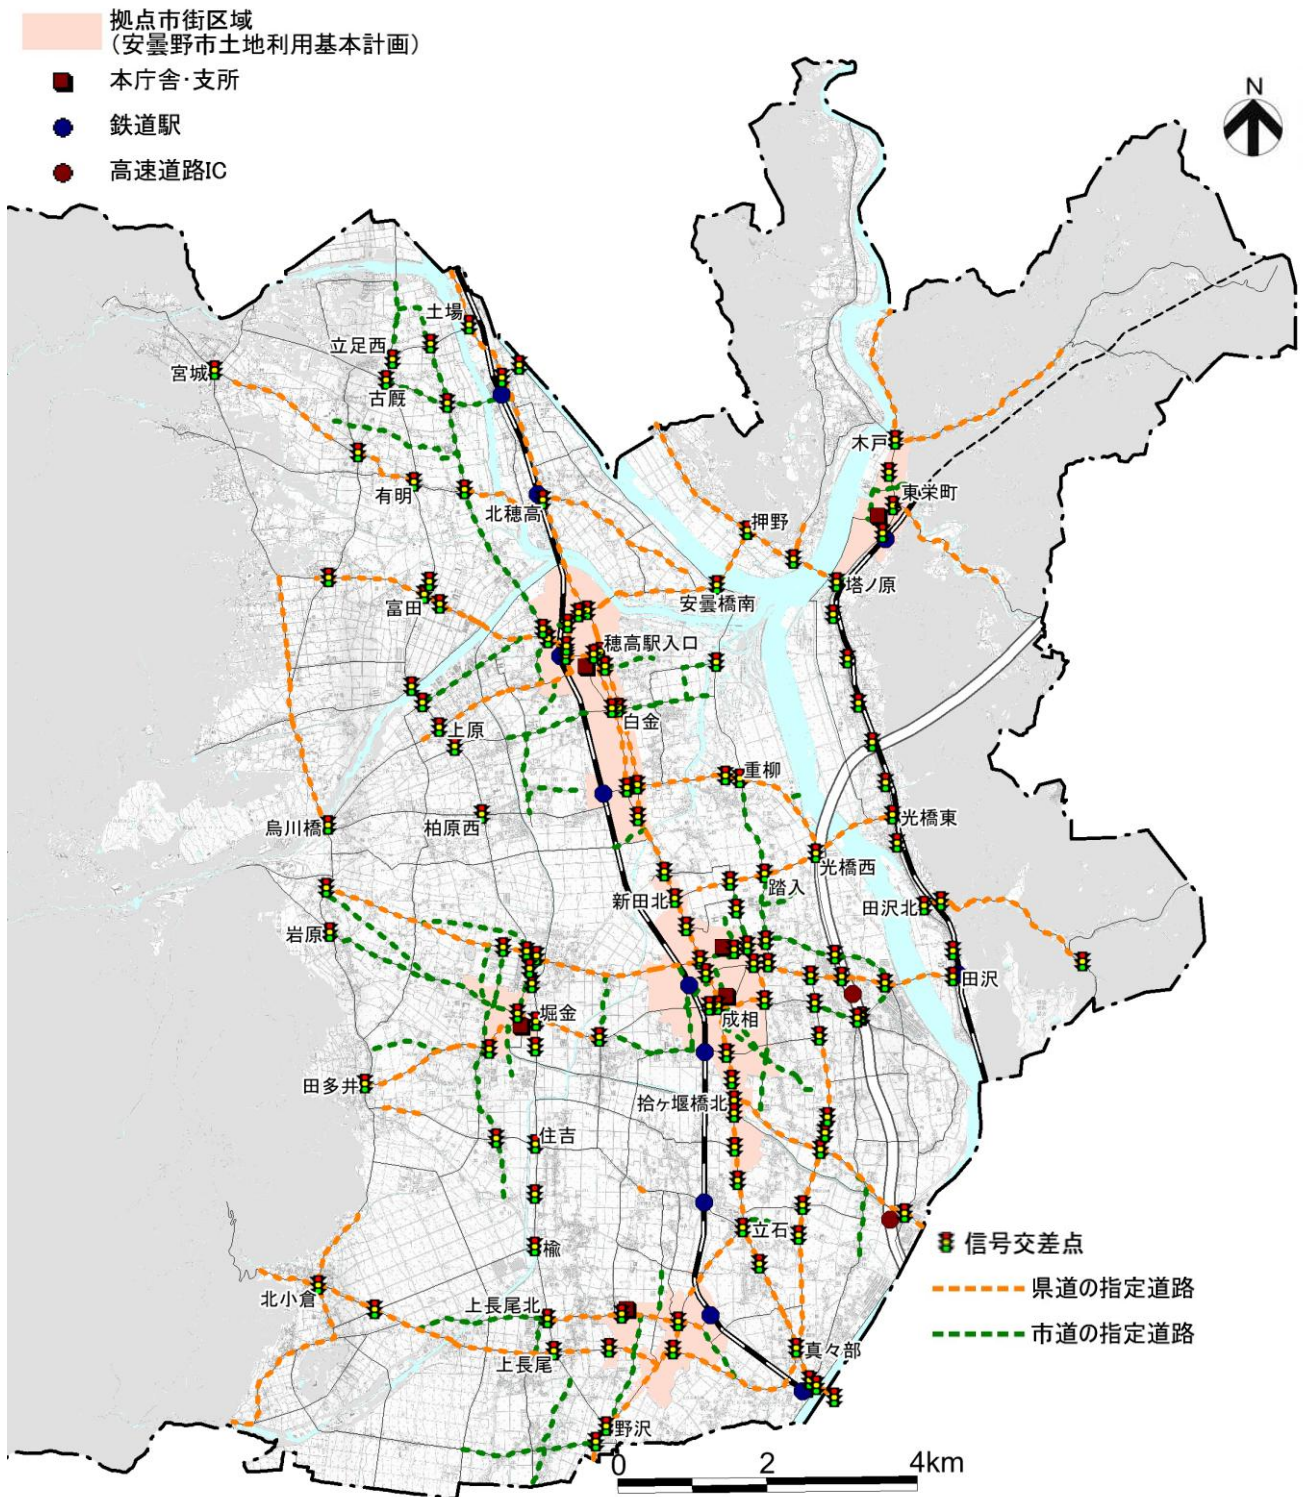 拠点市街区域
(安曇野市土地利用基本計画)
本庁舎・支所
鉄道駅
高速道路IC
N
土場
立足西
宮城
古厩
木戸
有明
北穂高
東栄町
押野
塔ノ原
富田
安曇橋南
穂高駅入口
上原
白金
重柳
烏川橋
柏原西
光橋東
光橋西
踏入
新田北
田沢北
岩原
田沢
堀金
成相
田多井
拾ヶ堰橋北
住吉
立石
信号交差点
楡
県道の指定道路
北小倉
上長尾北
市道の指定道路
上長尾
真々部
野沢
0 2 4km